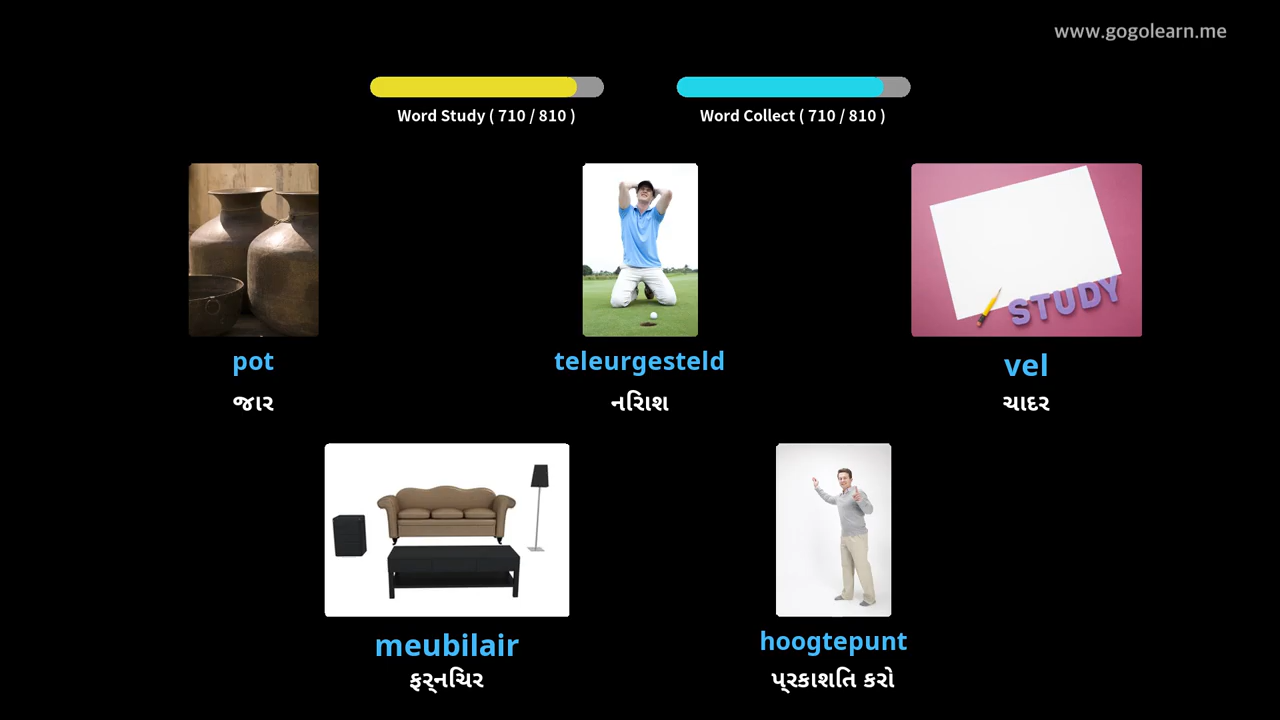 www.gogolearn.me
Word Study ( 710 / 810 )
Word Collect ( 710 / 810 )
STUDY
pot
teleurgesteld
vel
જાર
નિરાશ
ચાદર
meubilair
hoogtepunt
ફર્નિચર
પ્રકાશિત કરો